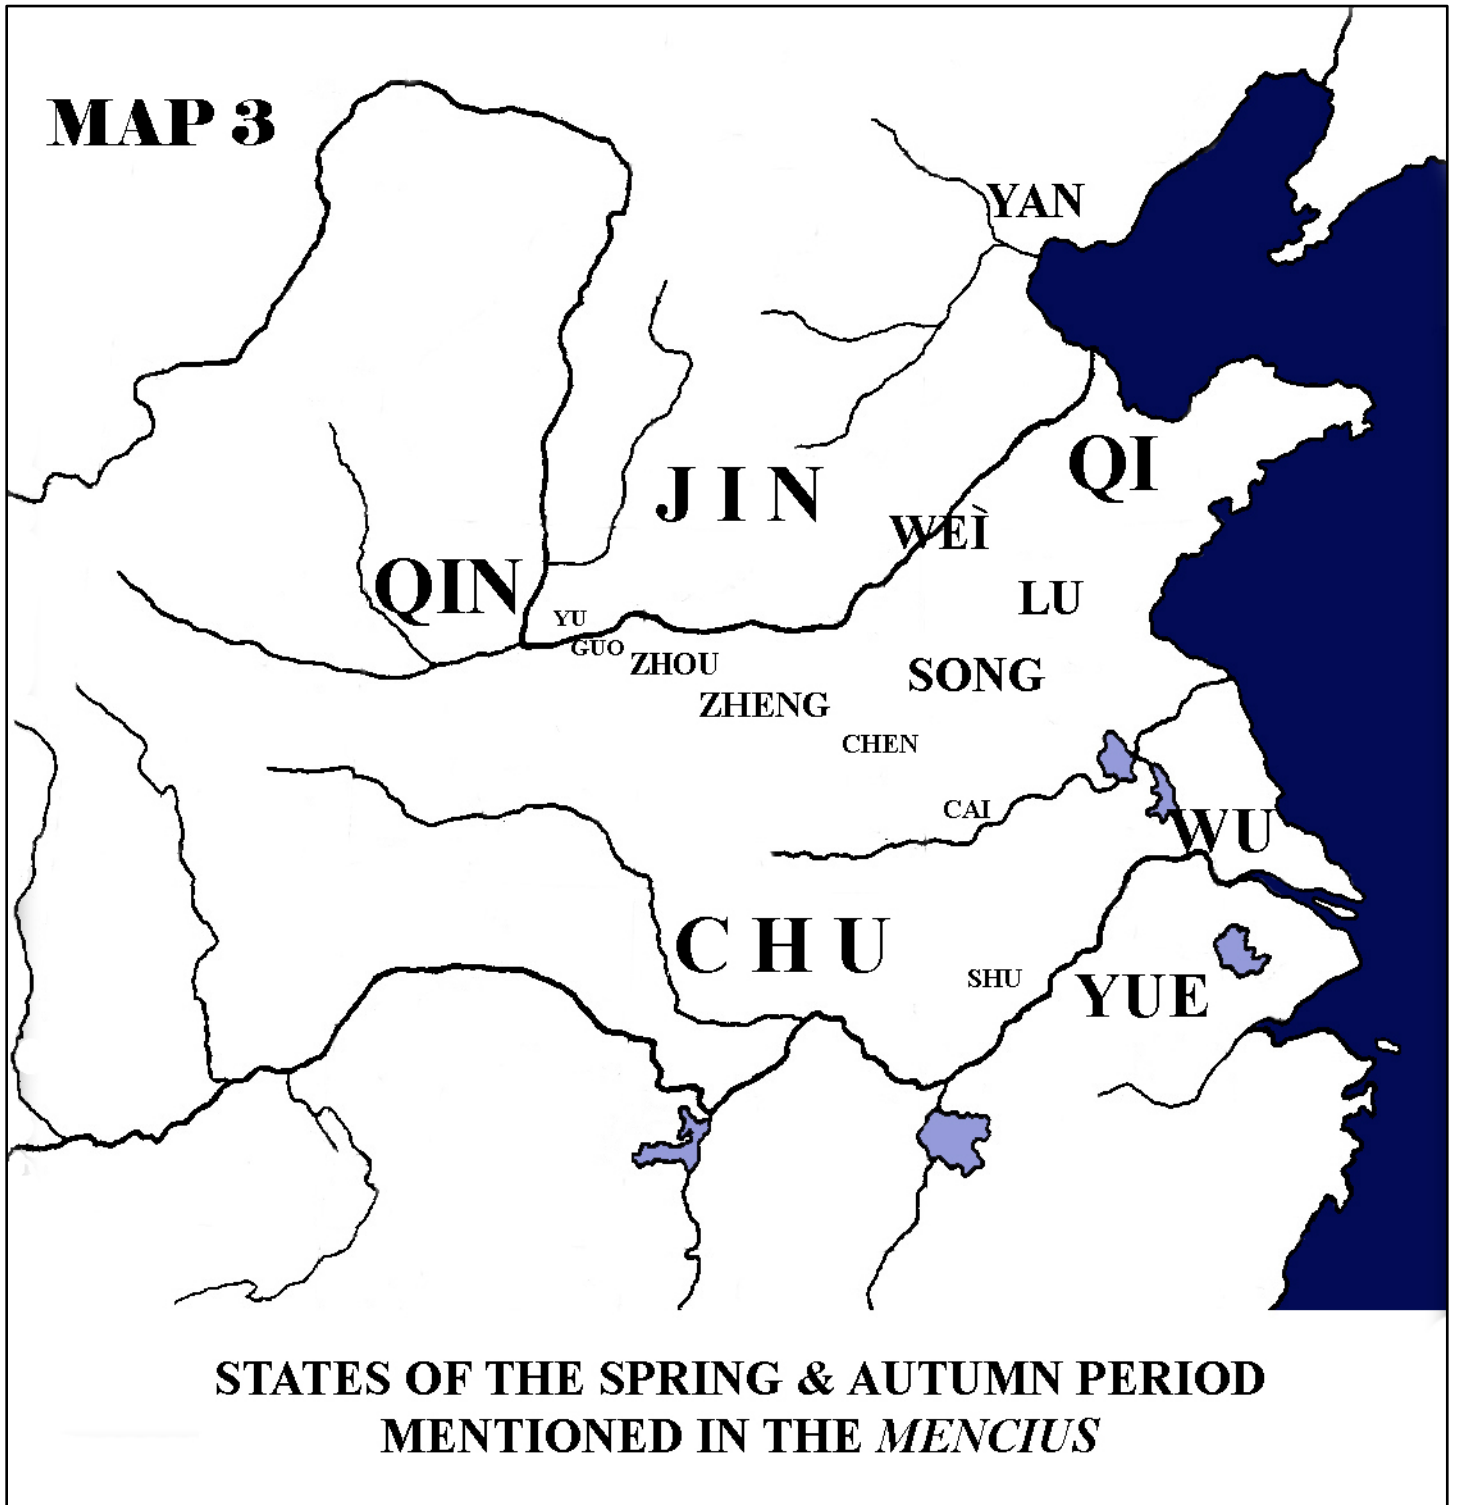 MAP 3
YAN
QI
JIN
WEÌ
QIN
LU
YU
GUO
ZHOU
SONG
ZHENG
CHEN
CAI
WU
CHU
SHU
YUE
STATES OF THE SPRING & AUTUMN PERIOD
MENTIONED IN THE MENCIUS